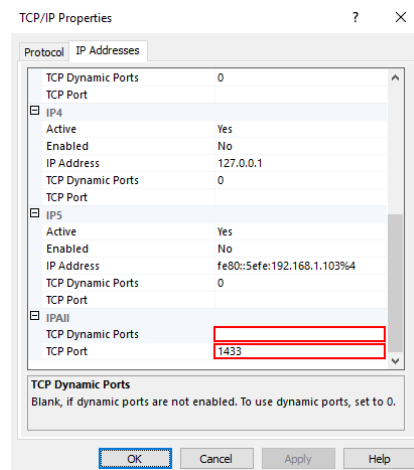 TCP/IP Properties ? ×
Protocol IP Addresses
TCP Dynamic Ports 0
TCP Port
IP4
Active Yes
Enabled No
IP Address 127.0.0.1
TCP Dynamic Ports 0
TCP Port
IP5
Active Yes
Enabled No
IP Address fe80::5efe:192.168.1.103%4
TCP Dynamic Ports 0
TCP Port
IPAll
TCP Dynamic Ports
TCP Port 1433
TCP Dynamic Ports
Blank, if dynamic ports are not enabled. To use dynamic ports, set to 0.
OK Cancel Apply Help